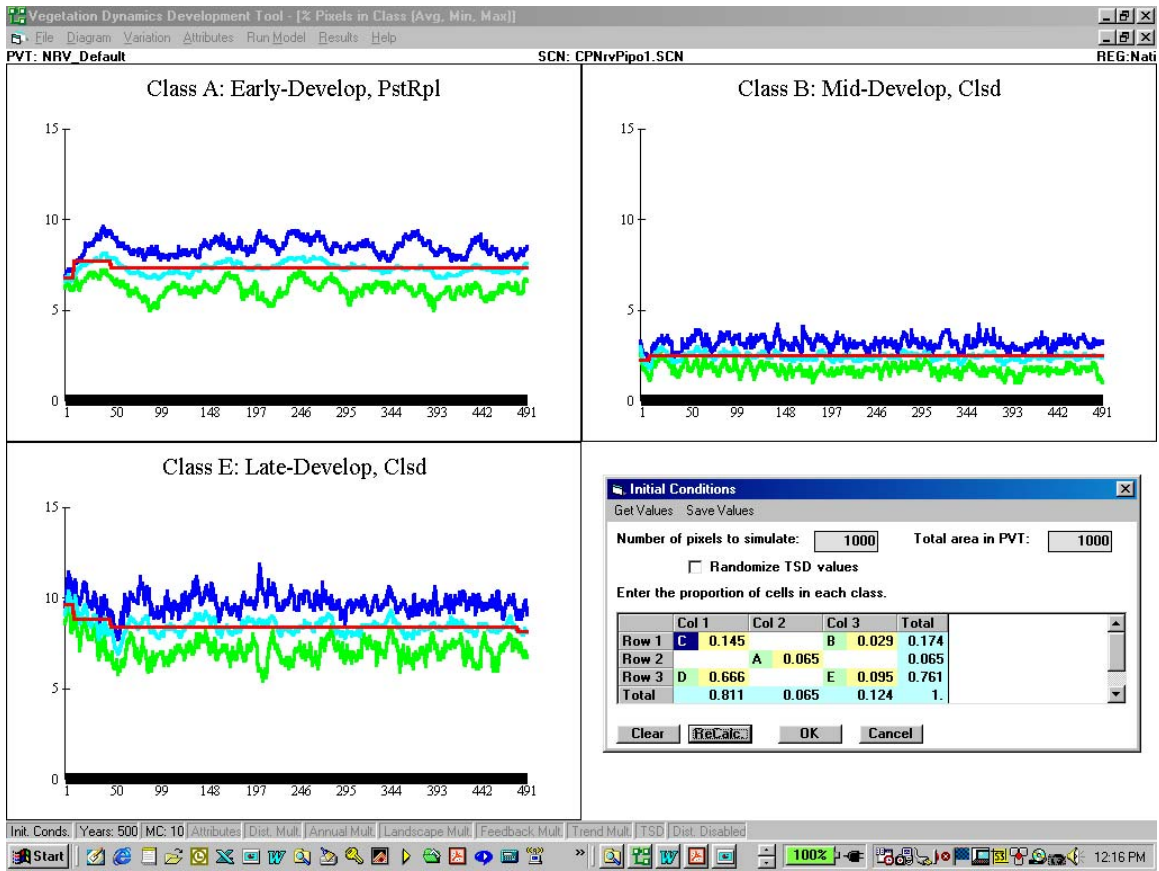 Vegetation Dynamics Development Tool - [% Pixels in Class (Avg, Min, Max)]
File Diagram Variation Attributes Run Model Results Help
PVT: NRV_Default SCN: CPNrvPipo1.SCN REG:Nati
Class A: Early-Develop, PstRpl
15
10
5
0
1 50 99 148 197 246 295 344 393 442 491
Class B: Mid-Develop, Clsd
15
10
5
0
1 50 99 148 197 246 295 344 393 442 491
Class E: Late-Develop, Clsd
15
10
5
0
1 50 99 148 197 246 295 344 393 442 491
Initial Conditions
Get Values Save Values
Number of pixels to simulate: 1000 Total area in PVT: 1000
Randomize TSD values
Enter the proportion of cells in each class.
Col 1 Col 2 Col 3 Total
Row 1 C 0.145 B 0.029 0.174
Row 2 A 0.065 0.065
Row 3 D 0.666 E 0.095 0.761
Total 0.811 0.065 0.124 1.
Clear ReCalc. OK Cancel
Init. Conds. Years: 500 MC: 10 Attributes Dist. Mult. Annual Mult. Landscape Mult. Feedback Mult. Trend Mult. TSD Dist. Disabled
Start » 100% 53 12:16 PM